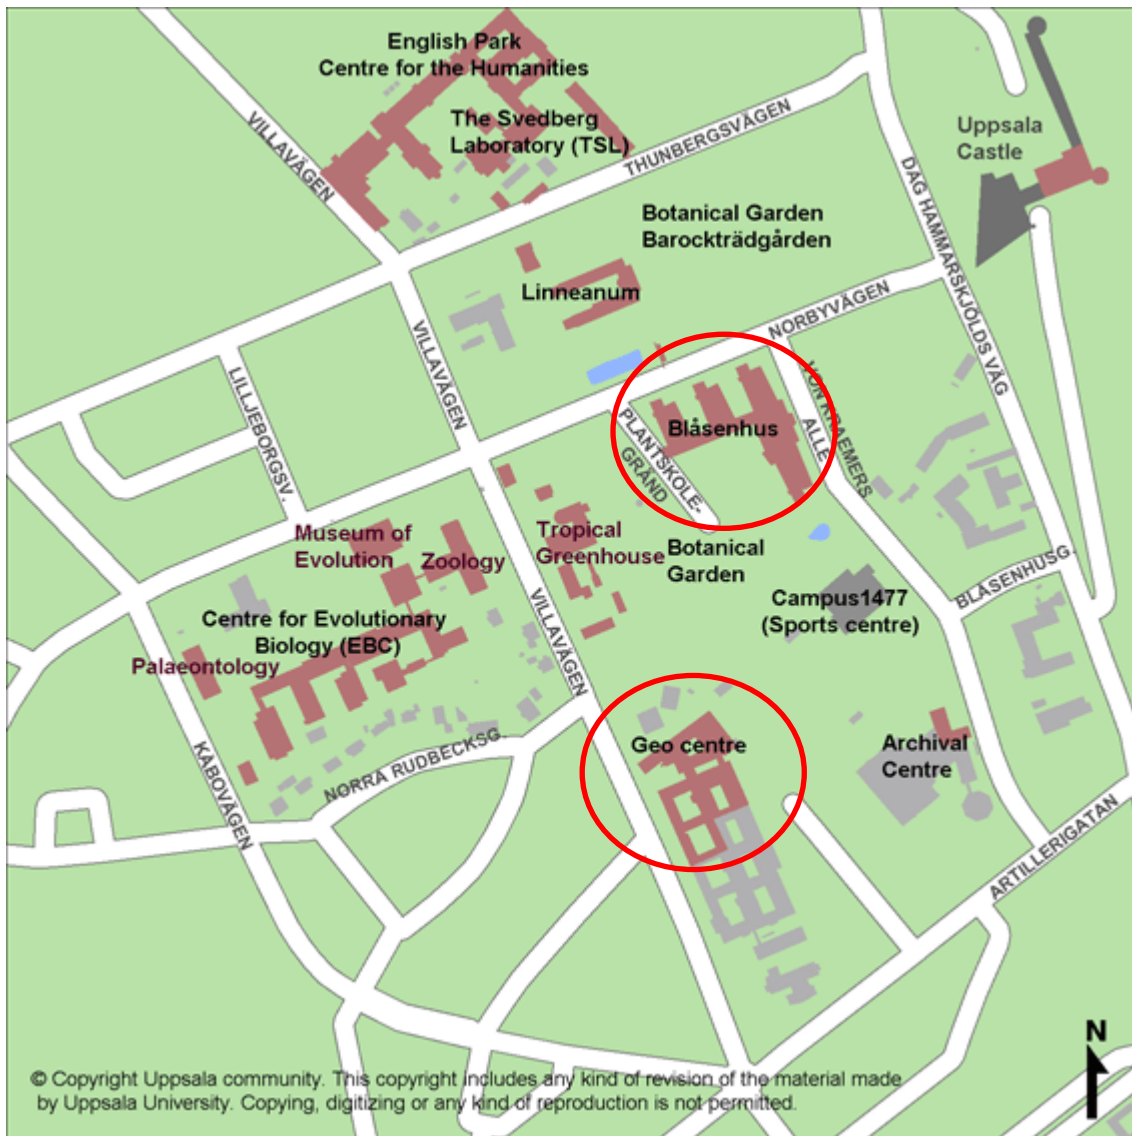 English Park
Centre for the Humanities
The Svedberg
Laboratory (TSL)
VILLAVÄGEN
THUNBERGSVÄGEN
Uppsala
Castle
DAG HAMMARSKJÖLDS VÄG
Botanical Garden
Barockträdgården
Linneanum
NORBYVÄGEN
VILLAVÄGEN
LILLJEBORGSV.
VON KRAEMERS
ALLE
Blåsenhus
PLANTSKOLE-
GRÄND
Museum of
Evolution
Zoology
Tropical
Greenhouse
Botanical
Garden
BLÅSENHUSG.
Campus1477
(Sports centre)
Centre for Evolutionary
Biology (EBC)
Palaeontology
VILLAVÄGEN
Geo centre
Archival
Centre
NORRA RUDBECKSG.
KÅBOVÄGEN
ARTILLERIGATAN
N
© Copyright Uppsala community. This copyright includes any kind of revision of the material made
by Uppsala University. Copying, digitizing or any kind of reproduction is not permitted.